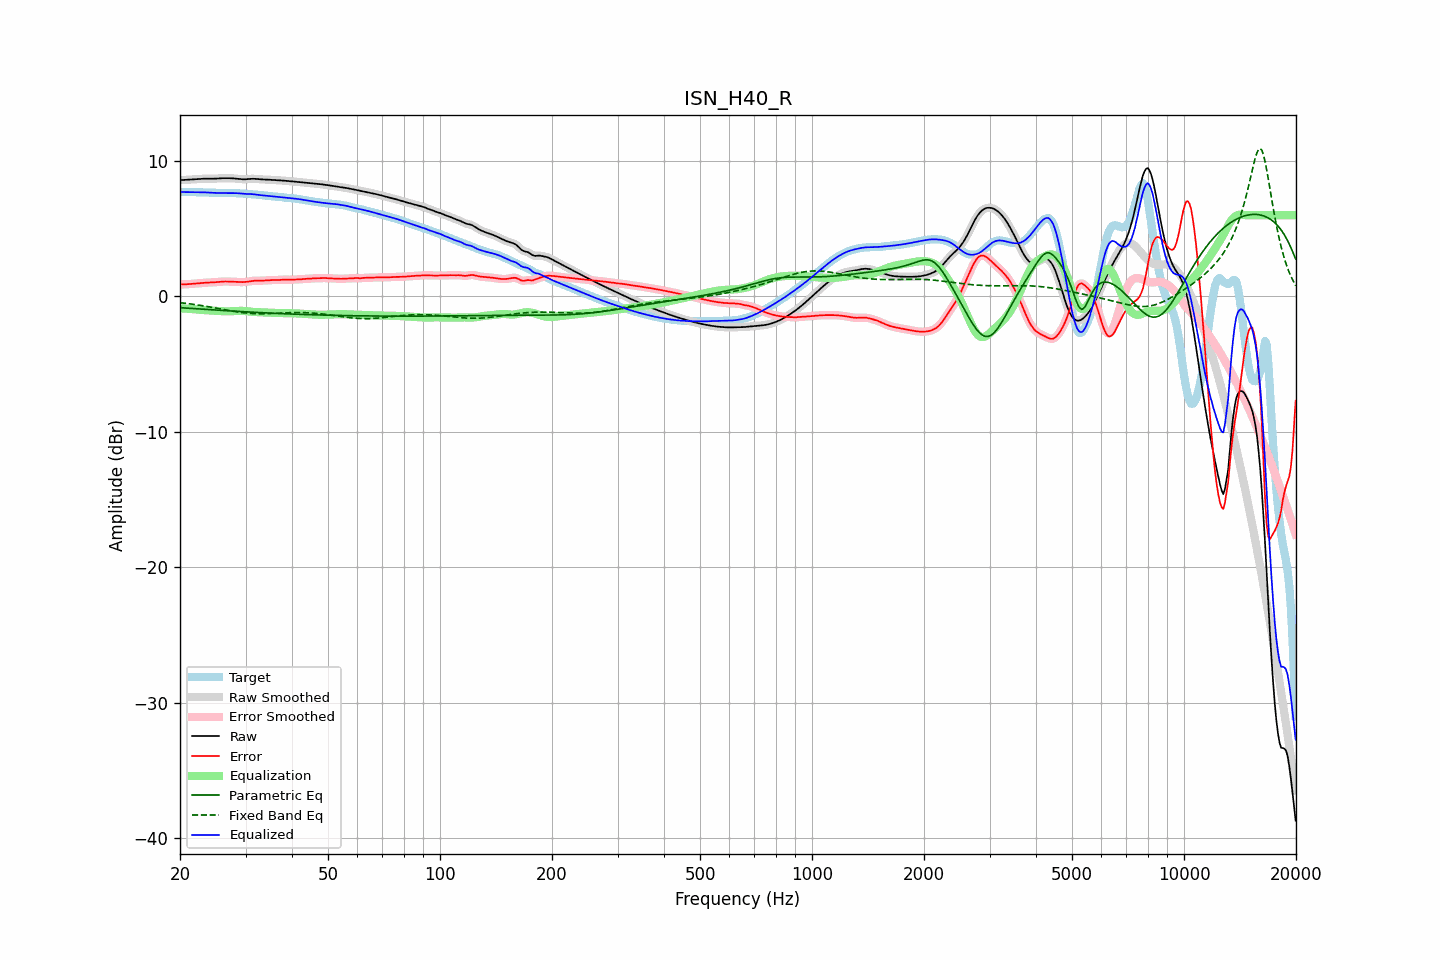 ISN_H40_R
10
0
−10
−20
−30
−40
Amplitude (dBr)
Target
Raw Smoothed
Error Smoothed
Raw
Error
Equalization
Parametric Eq
Fixed Band Eq
Equalized
20 50 100 200 500 1000 2000 5000 10000 20000
Frequency (Hz)